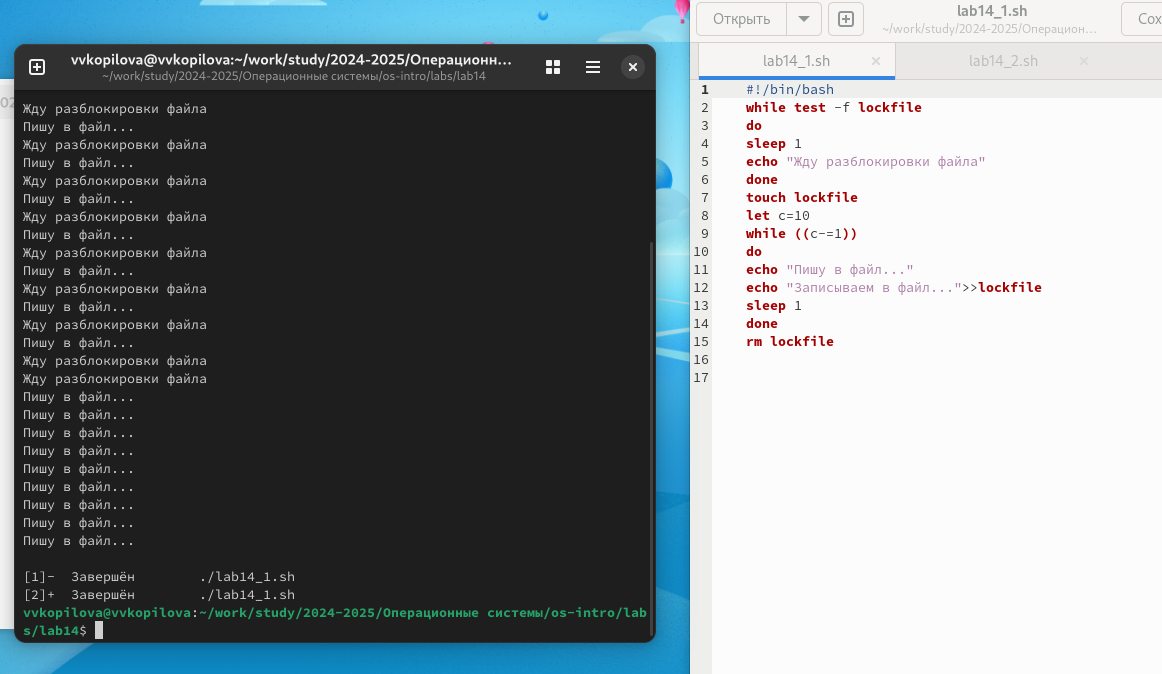 vvkopilova@vvkopilova:~/work/study/2024-2025/Операционн...
~/work/study/2024-2025/Операционные системы/os-intro/labs/lab14
Жду разблокировки файла
Пишу в файл...
Жду разблокировки файла
Пишу в файл...
Жду разблокировки файла
Пишу в файл...
Жду разблокировки файла
Пишу в файл...
Жду разблокировки файла
Пишу в файл...
Жду разблокировки файла
Пишу в файл...
Жду разблокировки файла
Пишу в файл...
Жду разблокировки файла
Жду разблокировки файла
Пишу в файл...
Пишу в файл...
Пишу в файл...
Пишу в файл...
Пишу в файл...
Пишу в файл...
Пишу в файл...
Пишу в файл...
Пишу в файл...
[1]-  Завершён        ./lab14_1.sh
[2]+  Завершён        ./lab14_1.sh
vvkopilova@vvkopilova:~/work/study/2024-2025/Операционные системы/os-intro/lab
s/lab14$
Открыть
lab14_1.sh
~/work/study/2024-2025/Операцион...
Сох
lab14_1.sh
lab14_2.sh
1 #!/bin/bash
2 while test -f lockfile
3 do
4 sleep 1
5 echo "Жду разблокировки файла"
6 done
7 touch lockfile
8 let c=10
9 while ((c-=1))
10 do
11 echo "Пишу в файл..."
12 echo "Записываем в файл...">>lockfile
13 sleep 1
14 done
15 rm lockfile
16
17